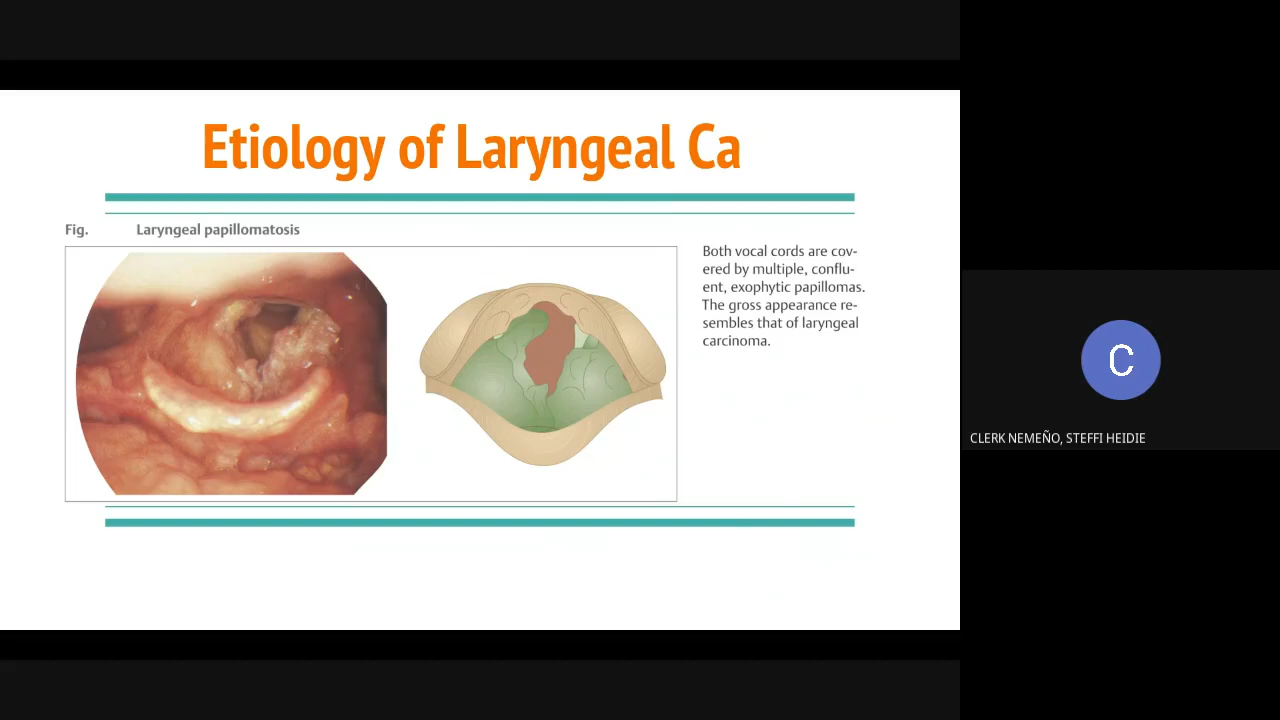 Etiology of Laryngeal Ca
Fig. Laryngeal papillomatosis
Both vocal cords are cov-
ered by multiple, conflu-
ent, exophytic papillomas.
The gross appearance re-
sembles that of laryngeal
carcinoma.
C
CLERK NEMEÑO, STEFFI HEIDIE